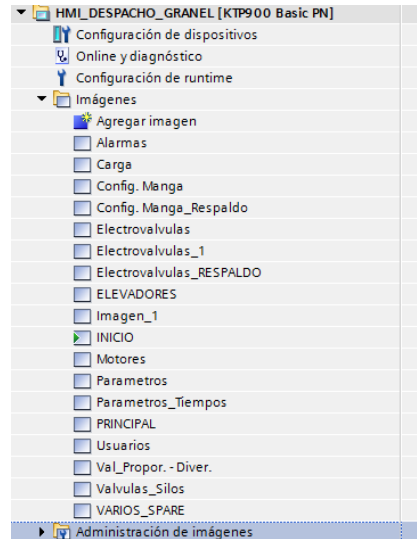 HMI_DESPACHO_GRANEL [KTP900 Basic PN]
Configuración de dispositivos
Online y diagnóstico
Configuración de runtime
Imágenes
Agregar imagen
Alarmas
Carga
Config. Manga
Config. Manga_Respaldo
Electrovalvulas
Electrovalvulas_1
Electrovalvulas_RESPALDO
ELEVADORES
Imagen_1
INICIO
Motores
Parametros
Parametros_Tiempos
PRINCIPAL
Usuarios
Val_Propor. - Diver.
Valvulas_Silos
VARIOS_SPARE
Administración de imágenes